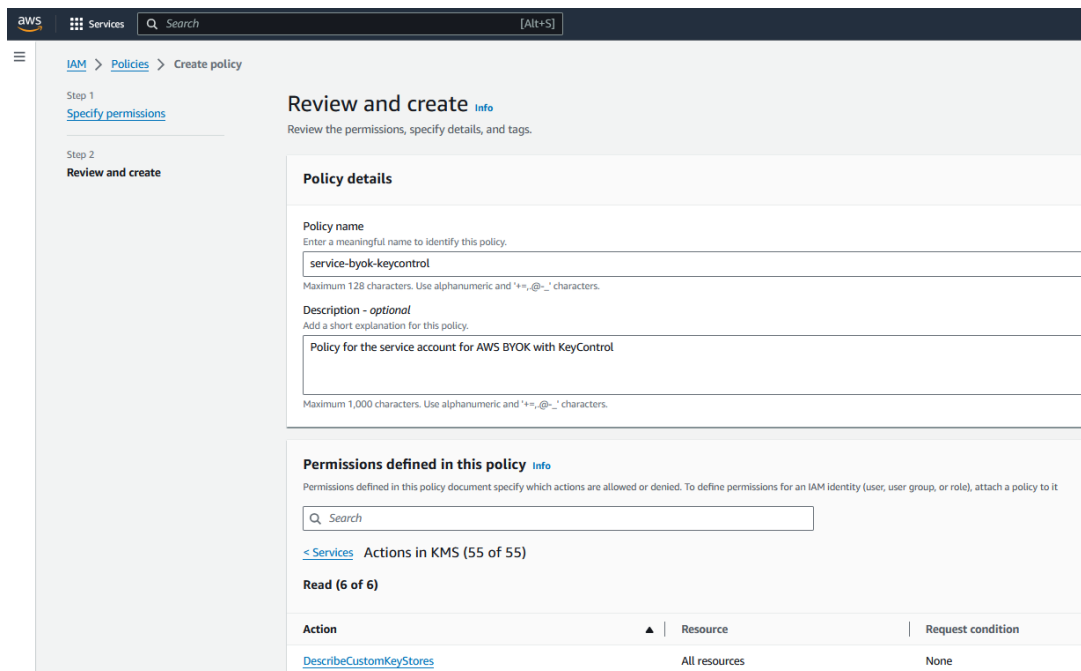 aws
Services
Search
[Alt+S]
IAM > Policies > Create policy
Step 1
Specify permissions
Step 2
Review and create
Review and create Info
Review the permissions, specify details, and tags.
Policy details
Policy name
Enter a meaningful name to identify this policy.
service-byok-keycontrol
Maximum 128 characters. Use alphanumeric and '+=,.@-_' characters.
Description - optional
Add a short explanation for this policy.
Policy for the service account for AWS BYOK with KeyControl
Maximum 1,000 characters. Use alphanumeric and '+=,.@-_' characters.
Permissions defined in this policy Info
Permissions defined in this policy document specify which actions are allowed or denied. To define permissions for an IAM identity (user, user group, or role), attach a policy to it
Search
< Services Actions in KMS (55 of 55)
Read (6 of 6)
Action Resource Request condition
DescribeCustomKeyStores All resources None